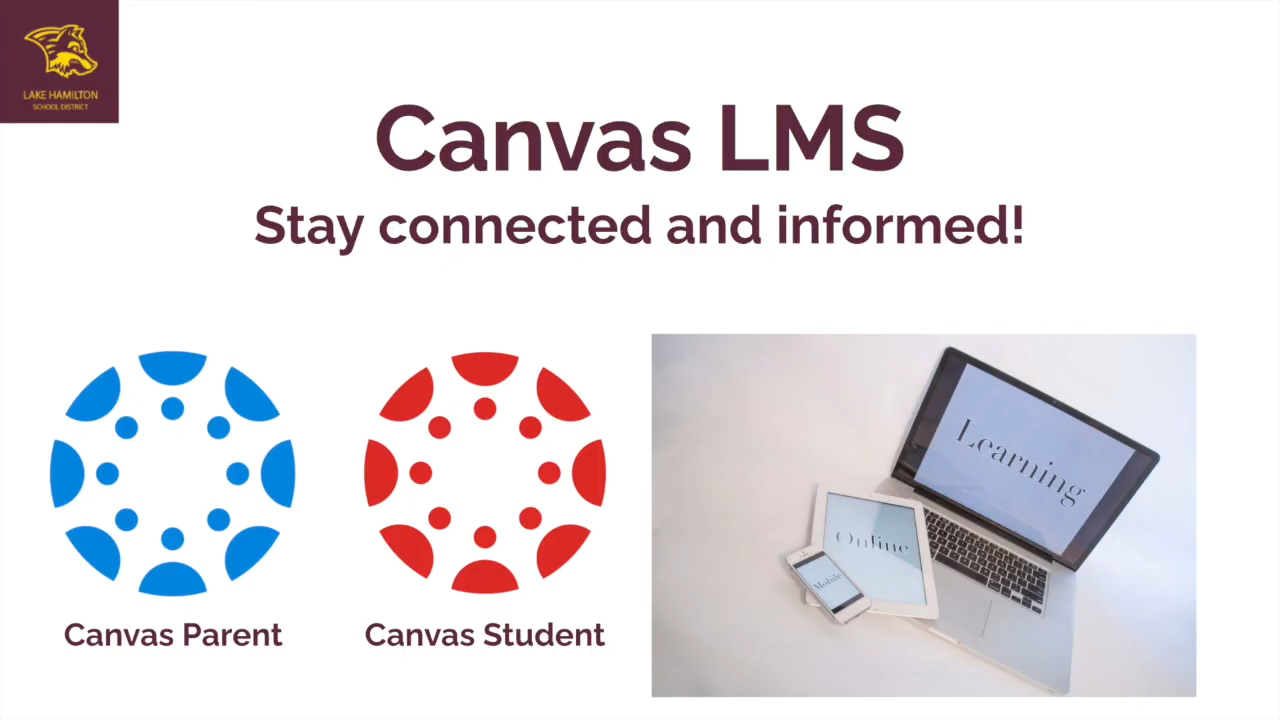 LAKE HAMILTON
SCHOOL DISTRICT
Canvas LMS
Stay connected and informed!
Learning
Online
Mobile
Canvas Parent
Canvas Student